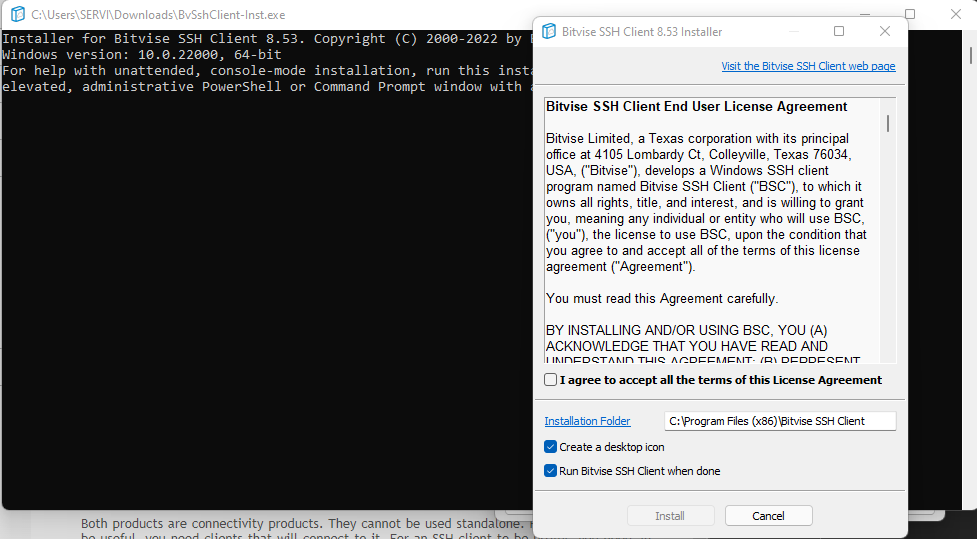 C:\Users\SERVI\Downloads\BvSshClient-Inst.exe
Installer for Bitvise SSH Client 8.53. Copyright (C) 2000-2022 by
Windows version: 10.0.22000, 64-bit
For help with unattended, console-mode installation, run this
elevated, administrative PowerShell or Command Prompt window with
Bitvise SSH Client 8.53 Installer
Visit the Bitvise SSH Client web page
Bitvise SSH Client End User License Agreement
Bitvise Limited, a Texas corporation with its principal
office at 4105 Lombardy Ct, Colleyville, Texas 76034,
USA, ("Bitvise"), develops a Windows SSH client
program named Bitvise SSH Client ("BSC"), to which it
owns all rights, title, and interest, and is willing to grant
you, meaning any individual or entity who will use BSC,
("you"), the license to use BSC, upon the condition that
you agree to and accept all of the terms of this license
agreement ("Agreement").
You must read this Agreement carefully.
BY INSTALLING AND/OR USING BSC, YOU (A)
ACKNOWLEDGE THAT YOU HAVE READ AND
UNDERSTAND THIS AGREEMENT; (B) REPRESENT
I agree to accept all the terms of this License Agreement
Installation Folder
C:\Program Files (x86)\Bitvise SSH Client
Create a desktop icon
Run Bitvise SSH Client when done
Install
Cancel
Both products are connectivity products. They cannot be used standalone.
be useful, you need clients that will connect to it. For an SSH client to be